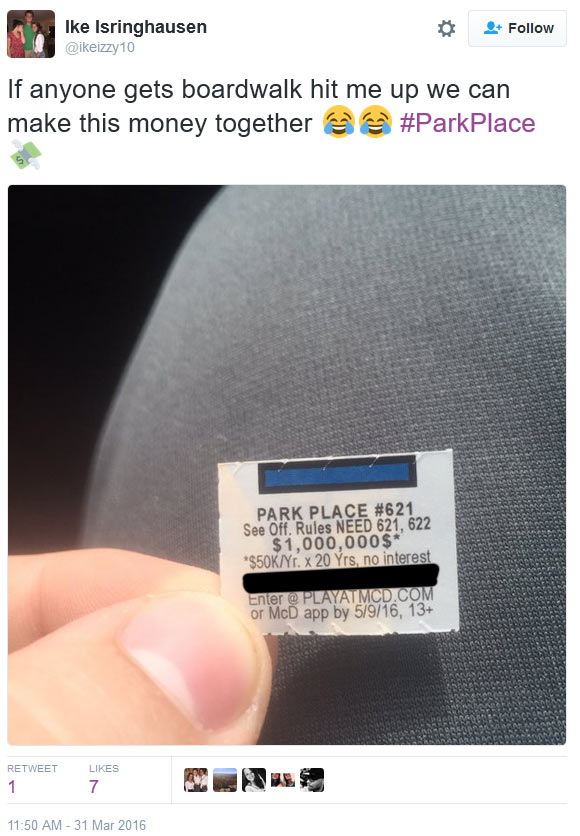 Ike Isringhausen
@ikeizzy10
Follow
If anyone gets boardwalk hit me up we can
make this money together 😂😂 #ParkPlace
💸
PARK PLACE #621
See Off. Rules NEED 621, 622
$1,000,000$*
*$50K/Yr. x 20 Yrs, no interest
Enter @ PLAYATMCD.COM
or McD app by 5/9/16, 13+
RETWEET LIKES
1 7
11:50 AM - 31 Mar 2016